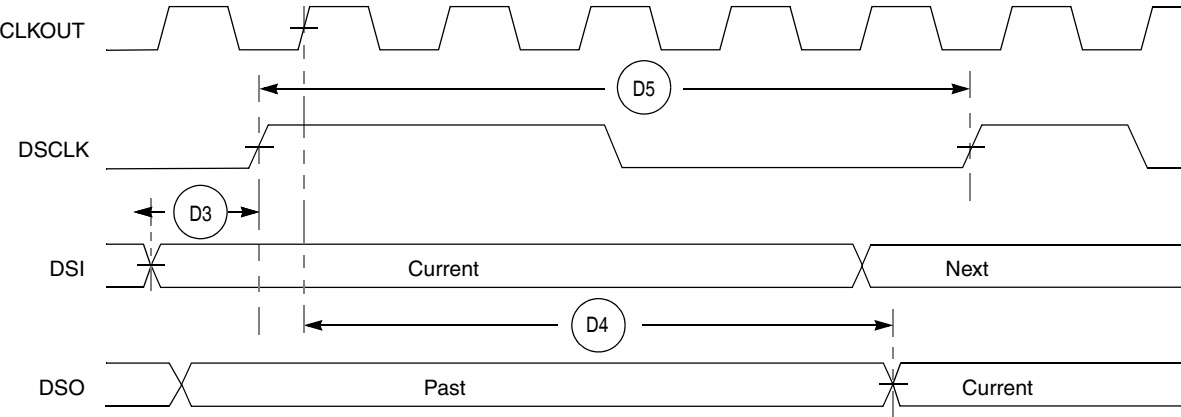 CLKOUT
D5
DSCLK
D3
DSI
Current
Next
D4
DSO
Past
Current